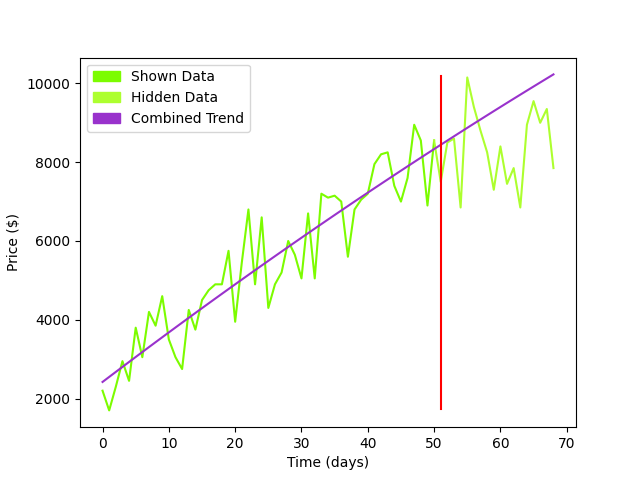 Shown Data
Hidden Data
Combined Trend
Price ($)
10000
8000
6000
4000
2000
0 10 20 30 40 50 60 70
Time (days)